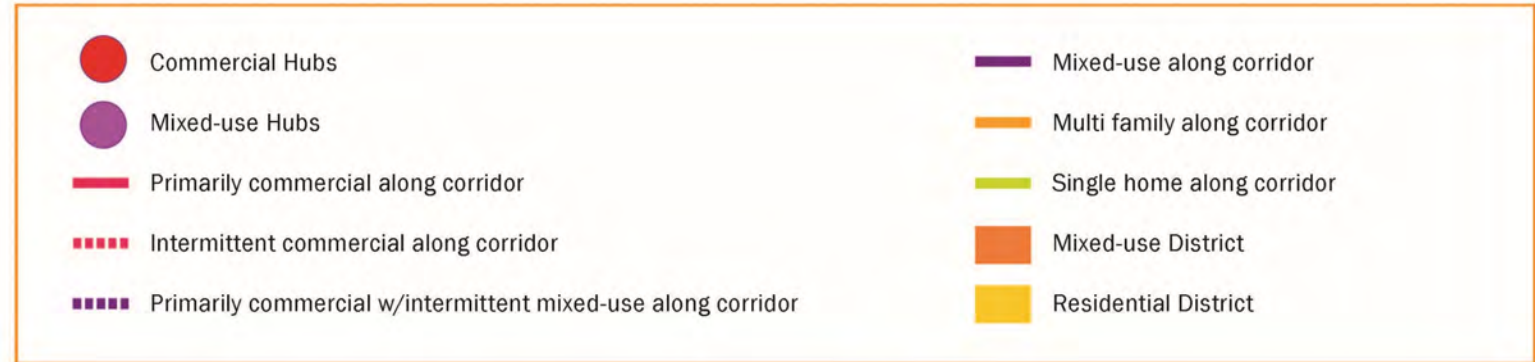 Commercial Hubs
Mixed-use Hubs
Primarily commercial along corridor
Intermittent commercial along corridor
Primarily commercial w/intermittent mixed-use along corridor
Mixed-use along corridor
Multi family along corridor
Single home along corridor
Mixed-use District
Residential District